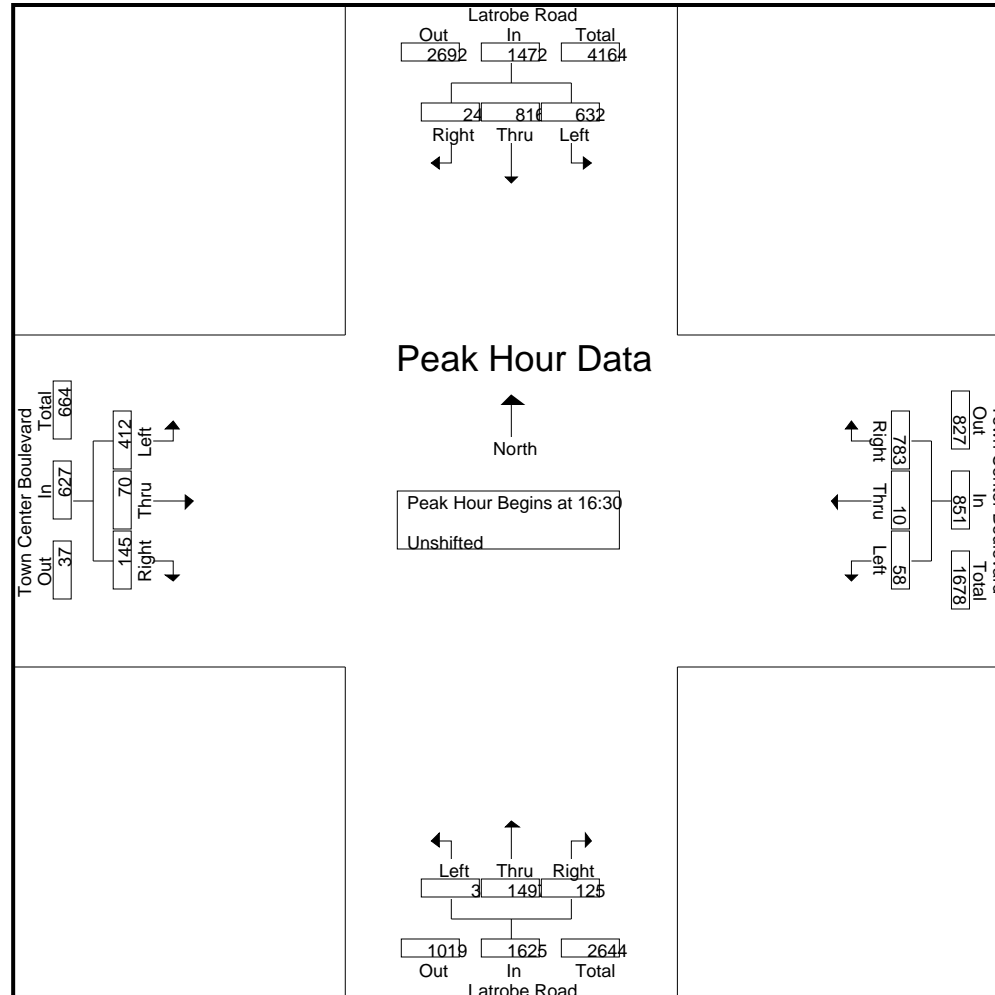 Latrobe Road
Out In Total
2692 1472 4164
24 816 632
Right Thru Left
Peak Hour Data
North
Peak Hour Begins at 16:30
Unshifted
Town Center Boulevard
Total In Out
664 627 37
412 70 145
Left Thru Right
Right Thru Left
783 10 58
827 851 1678
Out In Total
Left Thru Right
3 1497 125
1019 1625 2644
Out In Total
Latrobe Road